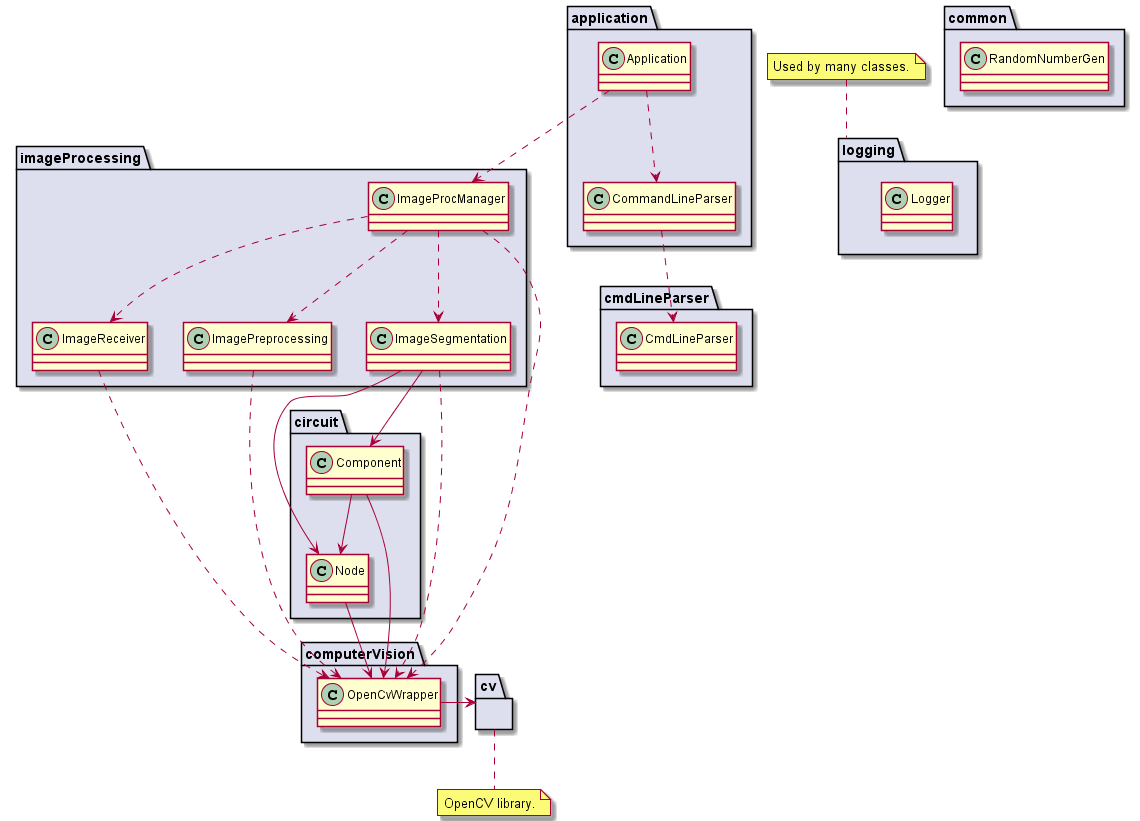 application
common
C Application
Used by many classes.
C RandomNumberGen
imageProcessing
logging
C ImageProcManager
C CommandLineParser
C Logger
cmdLineParser
C ImageReceiver
C ImagePreprocessing
C ImageSegmentation
C CmdLineParser
circuit
C Component
C Node
computerVision
cv
C OpenCvWrapper
OpenCV library.